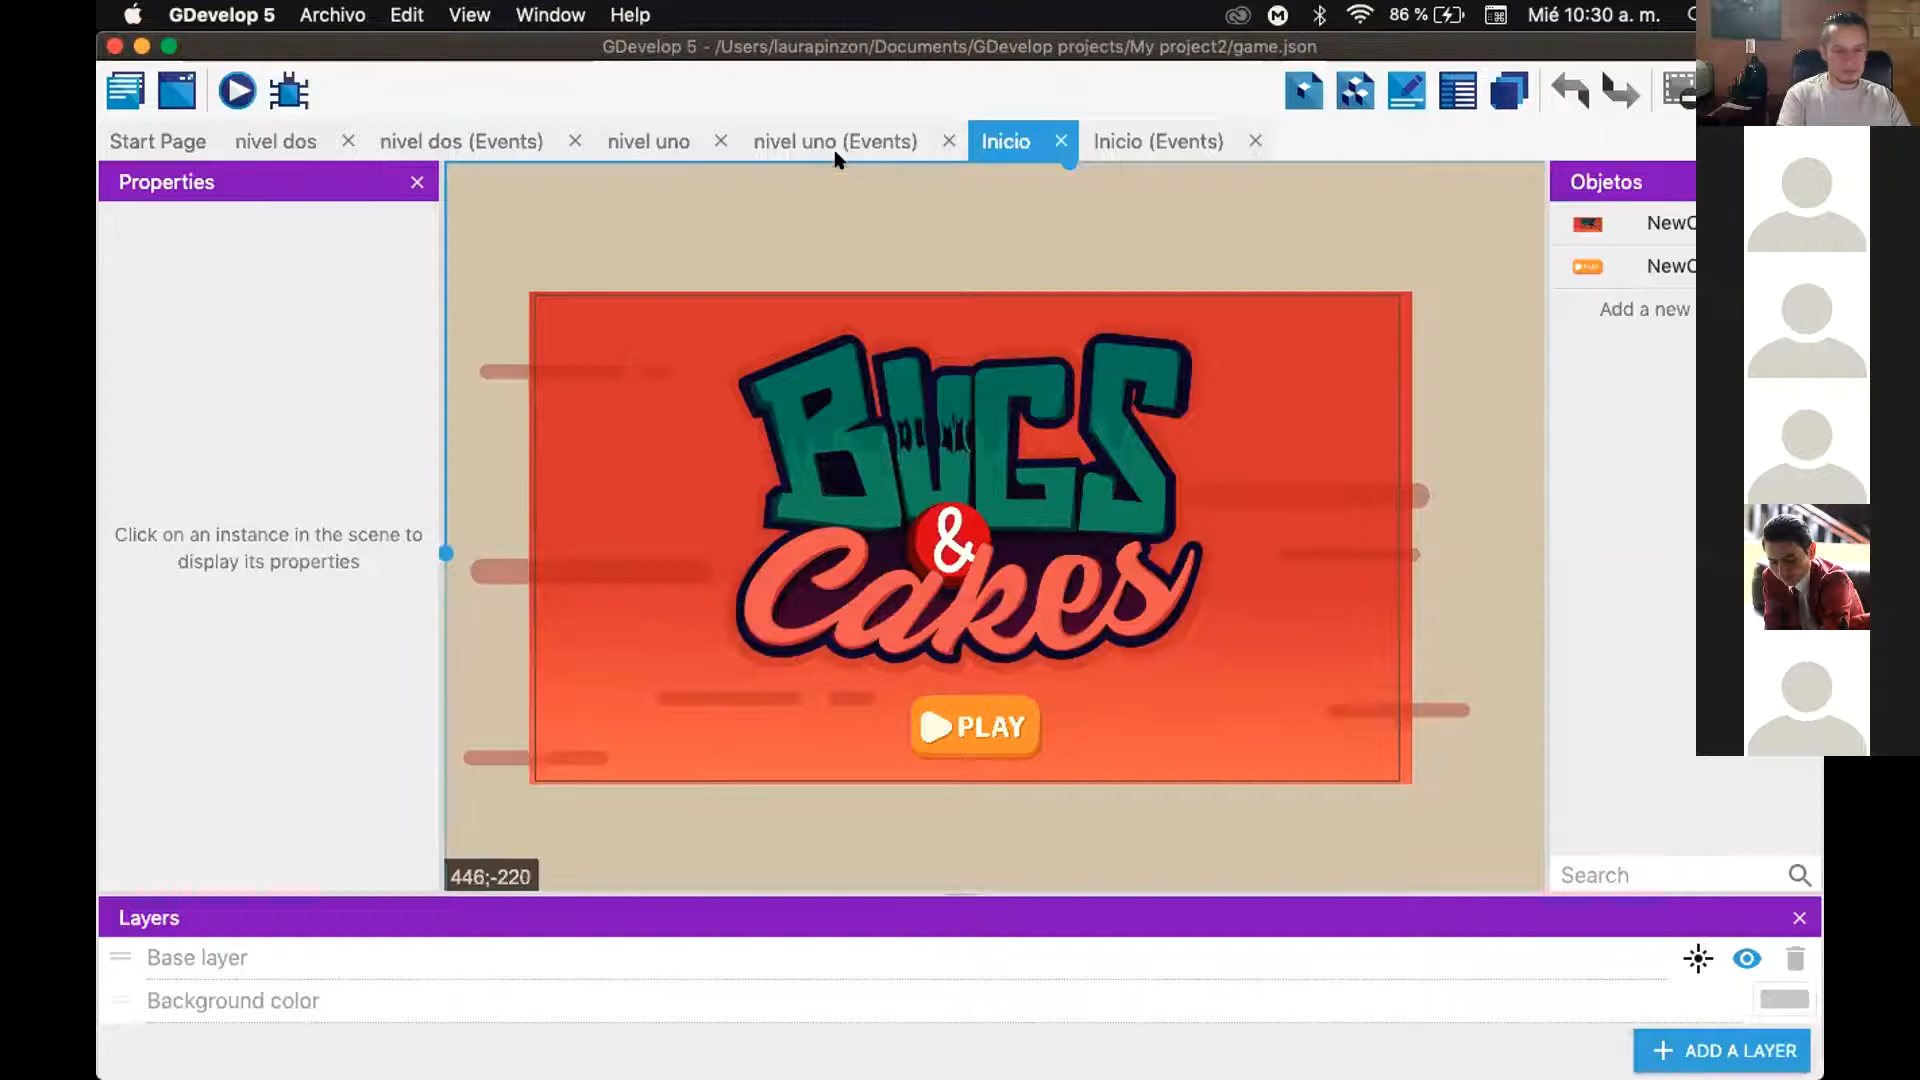 GDevelop 5 Archivo Edit View Window Help 86 % Mié 10:30 a. m.
GDevelop 5 - /Users/laurapinzon/Documents/GDevelop projects/My project2/game.json
Start Page nivel dos nivel dos (Events) nivel uno nivel uno (Events) Inicio Inicio (Events)
Properties
Objetos
Click on an instance in the scene to
display its properties
BUGS
&
Cakes
PLAY
Add a new
446;-220
Search
Layers
Base layer
Background color
+ ADD A LAYER